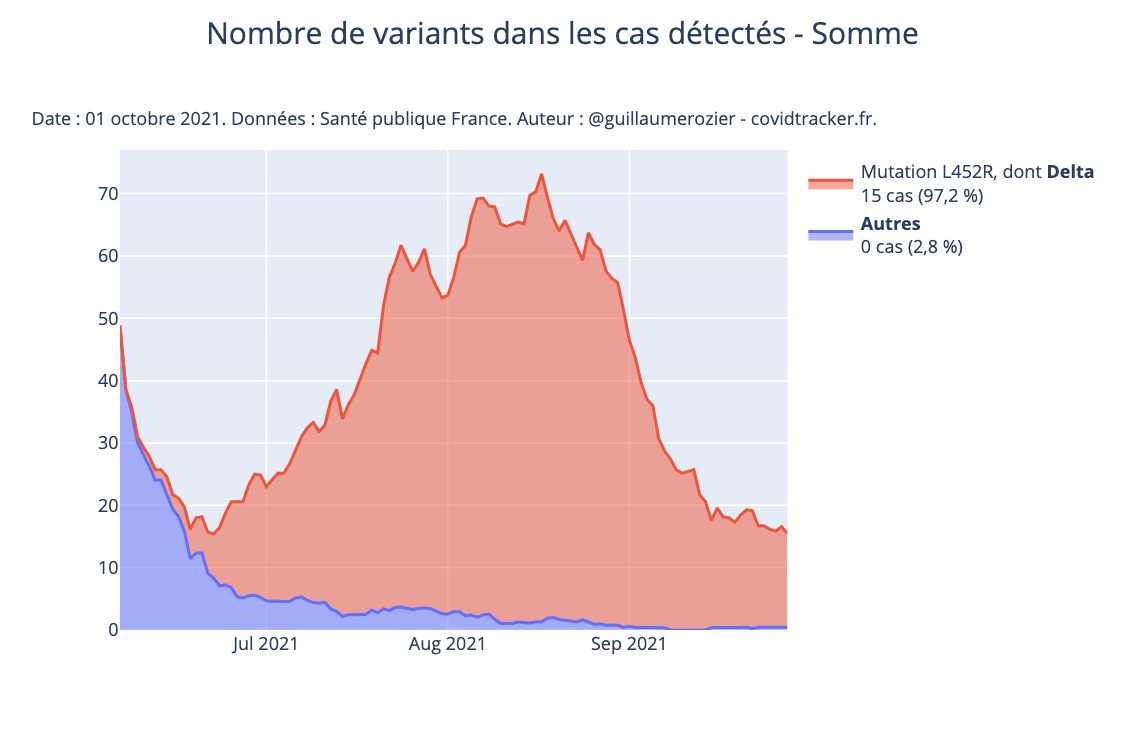 Nombre de variants dans les cas détectés - Somme
Date : 01 octobre 2021. Données : Santé publique France. Auteur : @guillaumerozier - covidtracker.fr.
Mutation L452R, dont Delta
15 cas (97,2 %)
Autres
0 cas (2,8 %)
70
60
50
40
30
20
10
0
Jul 2021
Aug 2021
Sep 2021